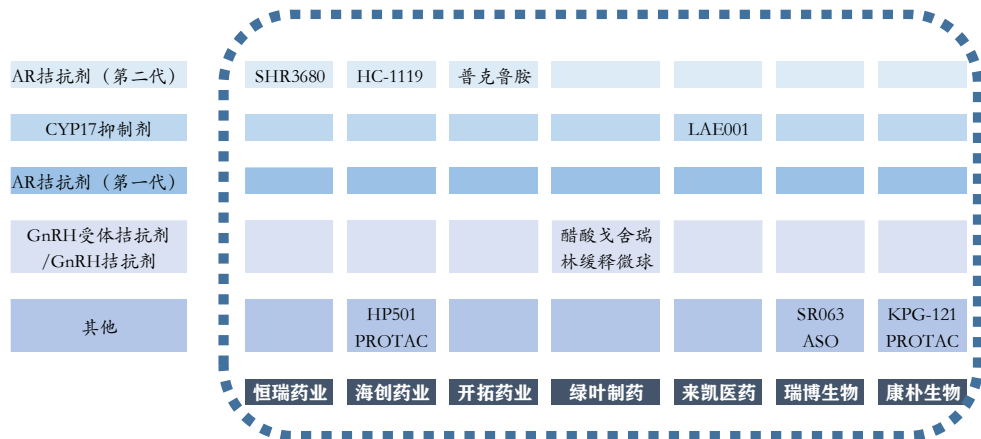 AR拮抗剂（第二代）
SHR3680
HC-1119
普克鲁胺
CYP17抑制剂
LAE001
AR拮抗剂（第一代）
GnRH受体拮抗剂
/GnRH拮抗剂
醋酸戈舍瑞
林缓释微球
其他
HP501
PROTAC
SR063
ASO
KPG-121
PROTAC
恒瑞药业
海创药业
开拓药业
绿叶制药
来凯医药
瑞博生物
康朴生物